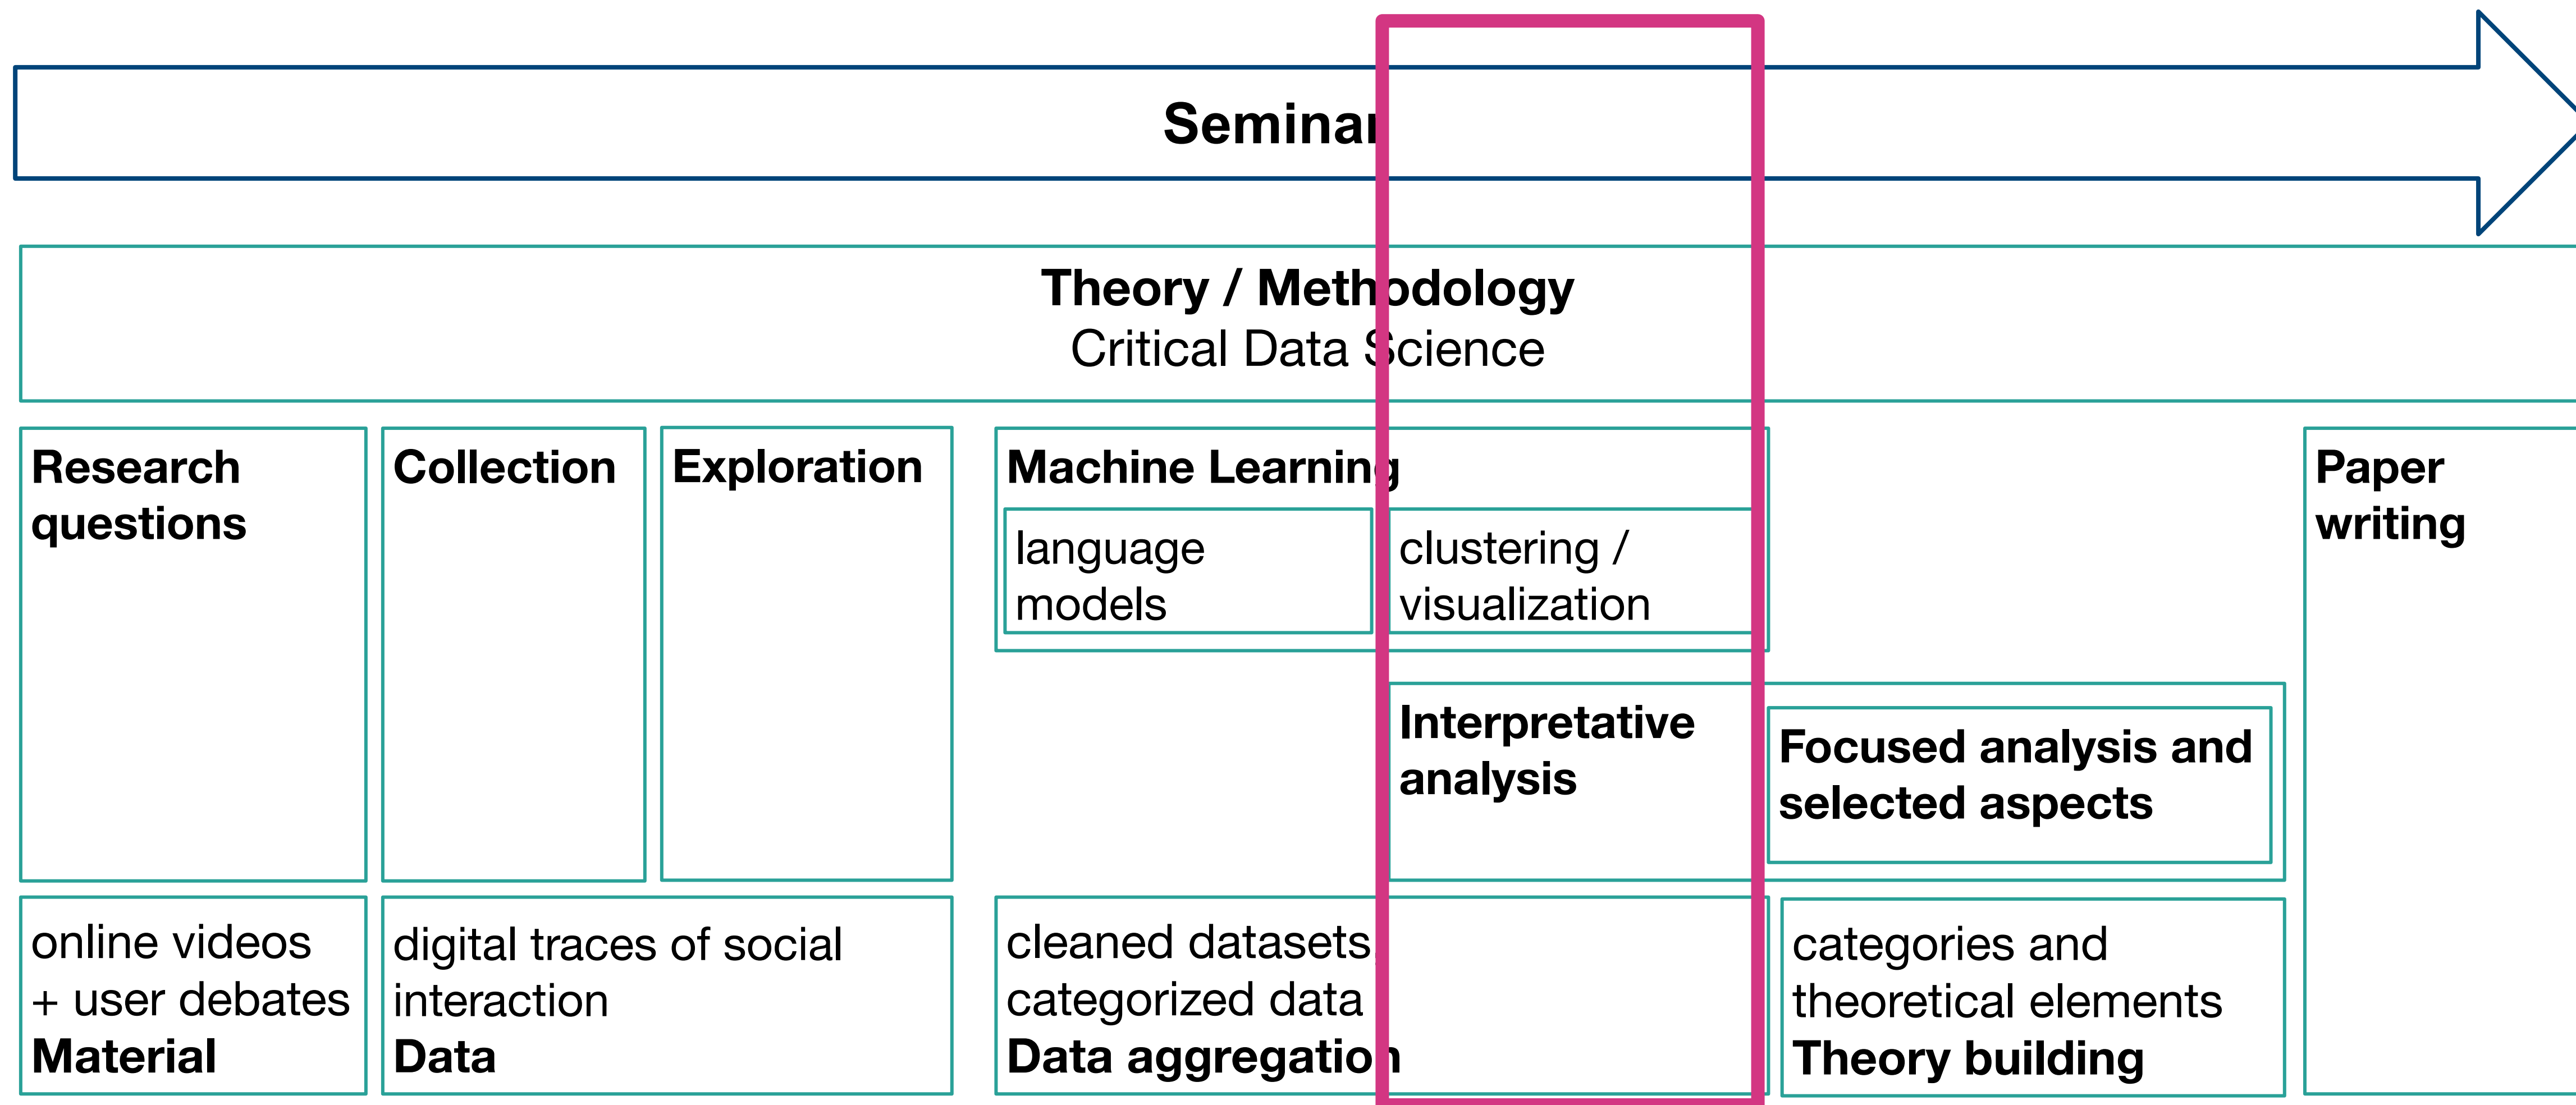 Seminar
Theory / Methodology
Critical Data Science
Research
questions
Collection
Exploration
Machine Learning
language
models
clustering /
visualization
Interpretative
analysis
Focused analysis and
selected aspects
Paper
writing
online videos
+ user debates
Material
digital traces of social
interaction
Data
cleaned datasets,
categorized data
Data aggregation
categories and
theoretical elements
Theory building